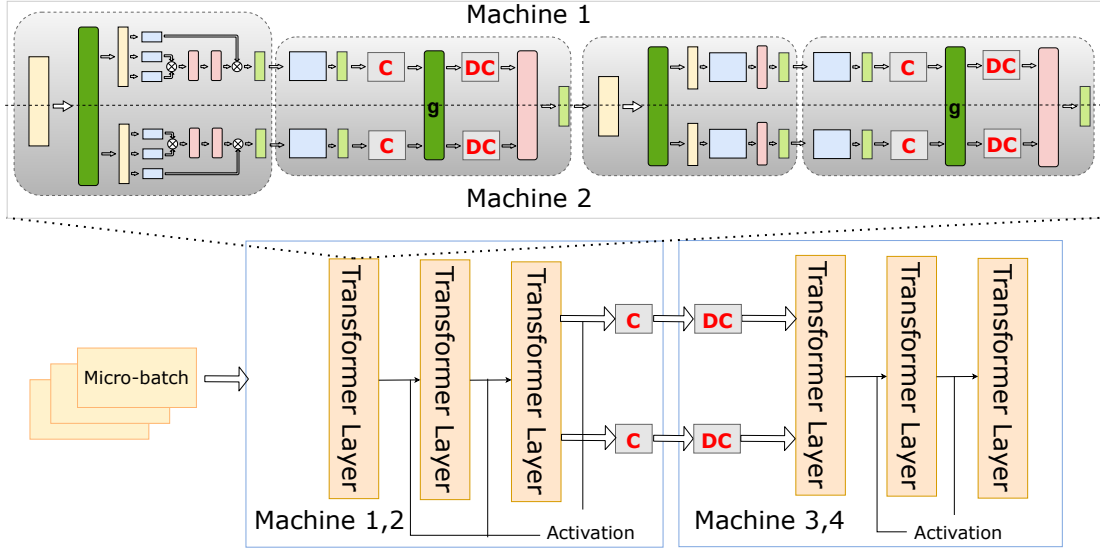 Machine 1
C
DC
C
DC
g
g
C
DC
C
DC
Machine 2
Transformer Layer
Transformer Layer
Transformer Layer
Transformer Layer
Transformer Layer
Transformer Layer
C
DC
Micro-batch
C
DC
Machine 1,2
Activation
Machine 3,4
Activation